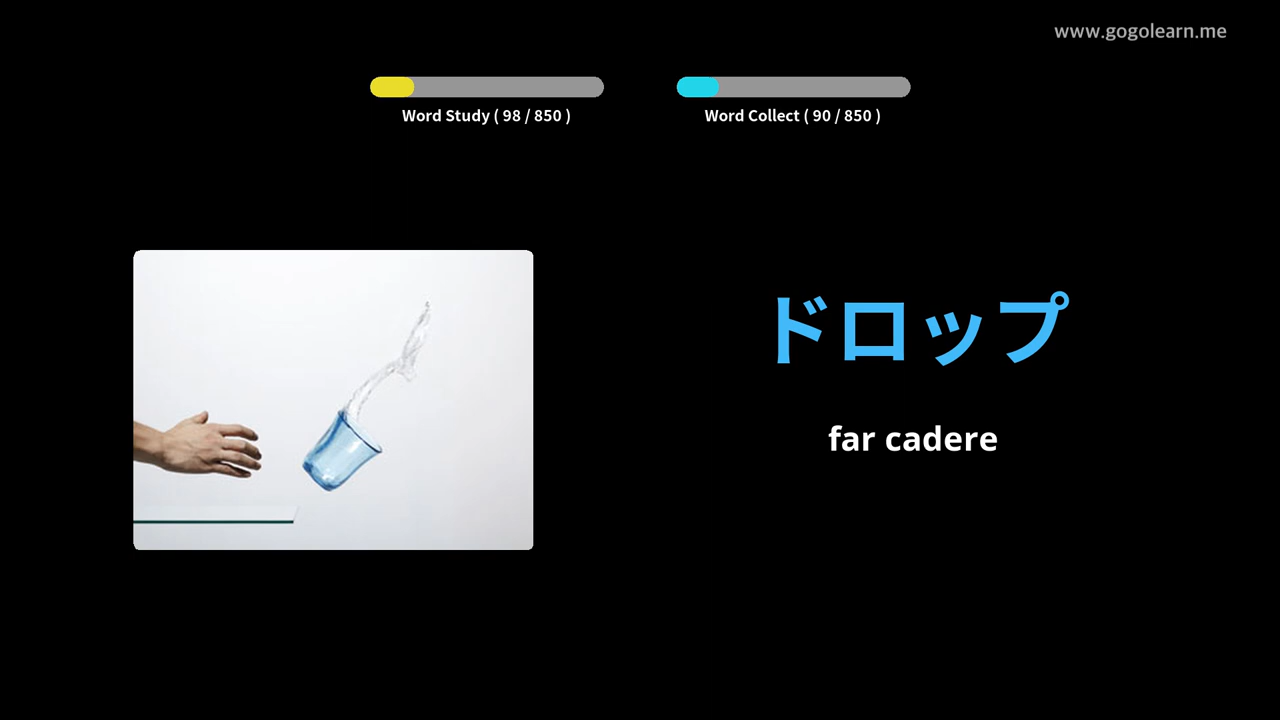 www.gogolearn.me
Word Study ( 98 / 850 )
Word Collect ( 90 / 850 )
ドロップ
far cadere